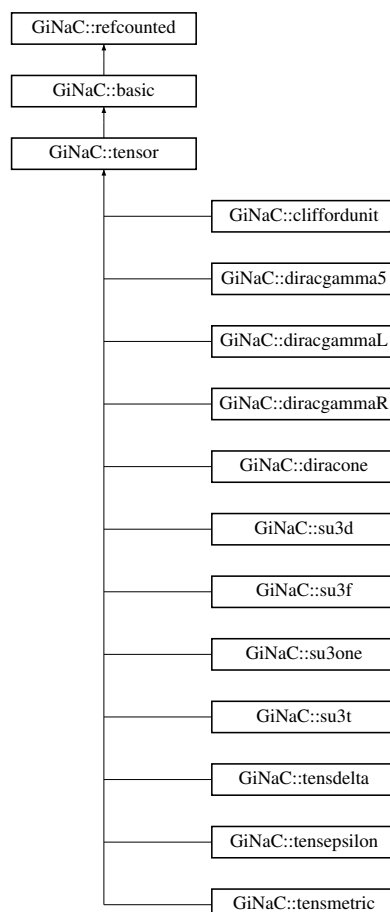 GiNaC::refcounted
GiNaC::basic
GiNaC::tensor
GiNaC::cliffordunit
GiNaC::diracgamma5
GiNaC::diracgammaL
GiNaC::diracgammaR
GiNaC::diracone
GiNaC::su3d
GiNaC::su3f
GiNaC::su3one
GiNaC::su3t
GiNaC::tensdelta
GiNaC::tensepsilon
GiNaC::tensmetric